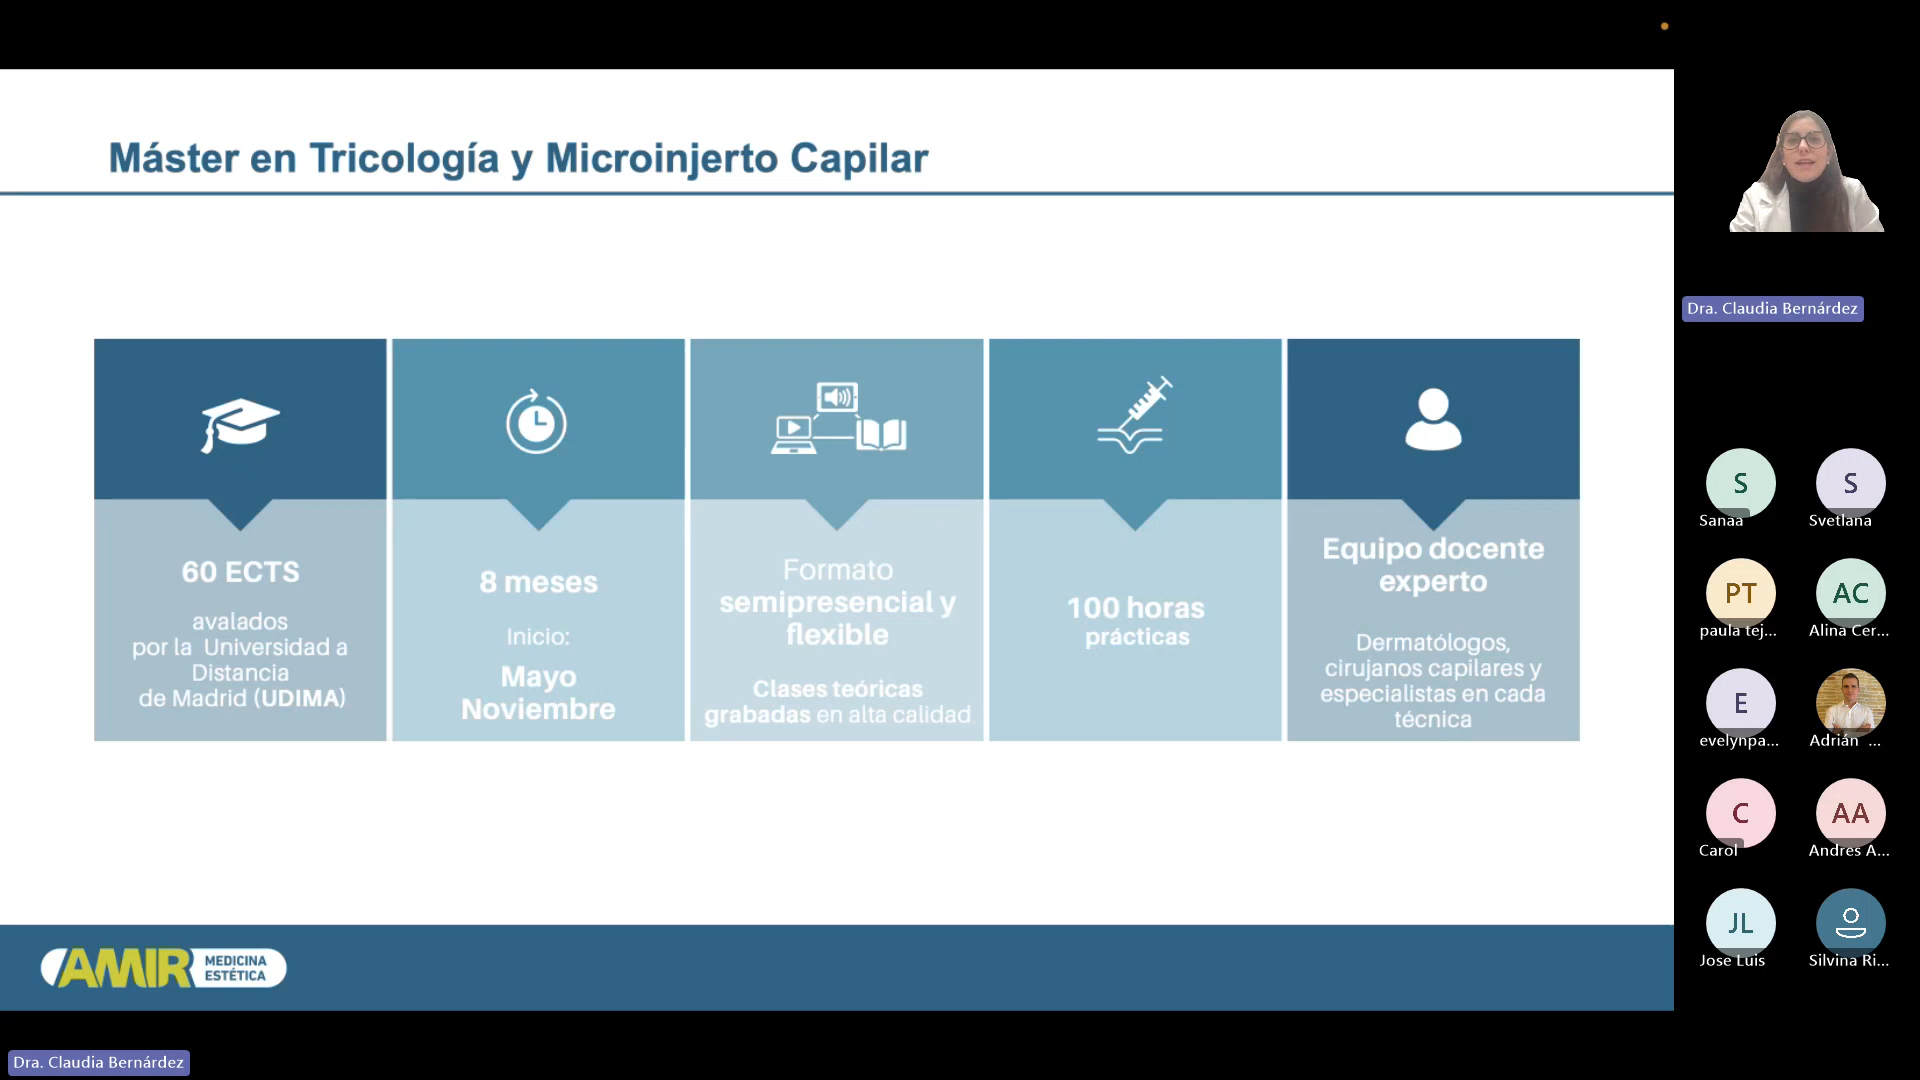 Máster en Tricología y Microinjerto Capilar
60 ECTS
avalados
por la Universidad a
Distancia
de Madrid (UDIMA)
8 meses
Inicio:
Mayo
Noviembre
Formato
semipresencial y
flexible
Clases teóricas
grabadas en alta calidad
100 horas
prácticas
Equipo docente
experto
Dermatólogos,
cirujanos capilares y
especialistas en cada
técnica
AMIR
MEDICINA
ESTÉTICA
Dra. Claudia Bernárdez
Dra. Claudia Bernárdez
S
Sanaa
S
Svetlana
PT
paula tej...
AC
Alina Cer...
E
evelynpa...
Adrián ...
C
Carol
AA
Andres A...
JL
Jose Luis
Silvina Ri...